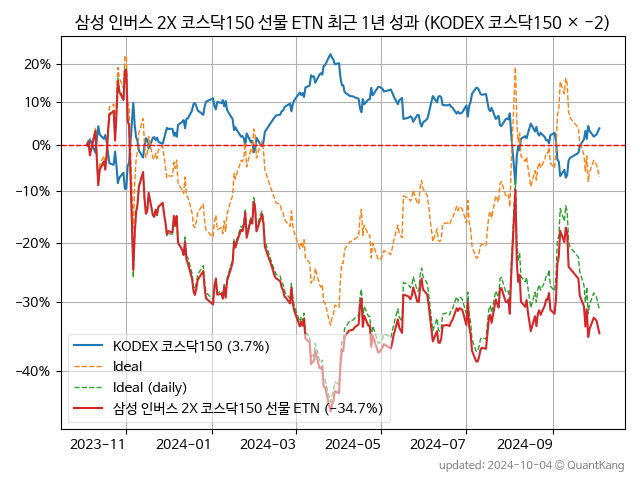 삼성 인버스 2X 코스닥150 선물 ETN 최근 1년 성과 (KODEX 코스닥150 × −2)
20%
10%
0%
−10%
−20%
−30%
−40%
KODEX 코스닥150 (3.7%)
Ideal
Ideal (daily)
삼성 인버스 2X 코스닥150 선물 ETN (−34.7%)
2023−11 2024−01 2024−03 2024−05 2024−07 2024−09
updated: 2024-10-04 © QuantKang